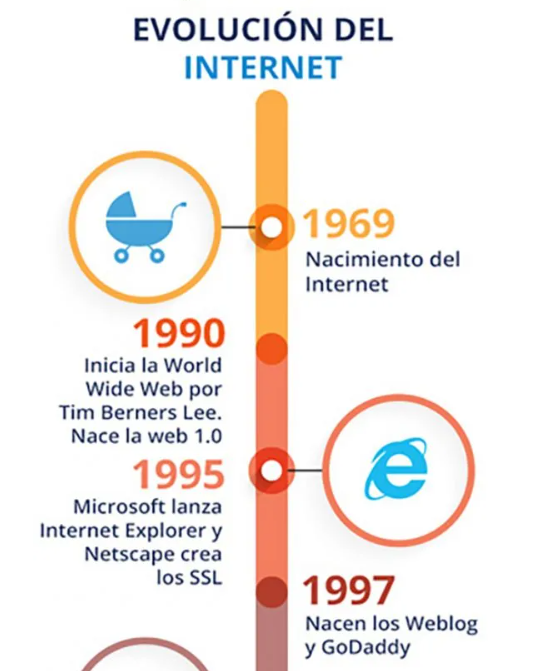 EVOLUCIÓN DEL
INTERNET
1969
Nacimiento del
Internet
1990
Inicia la World
Wide Web por
Tim Berners Lee.
Nace la web 1.0
1995
Microsoft lanza
Internet Explorer y
Netscape crea
los SSL
1997
Nacen los Weblog
y GoDaddy